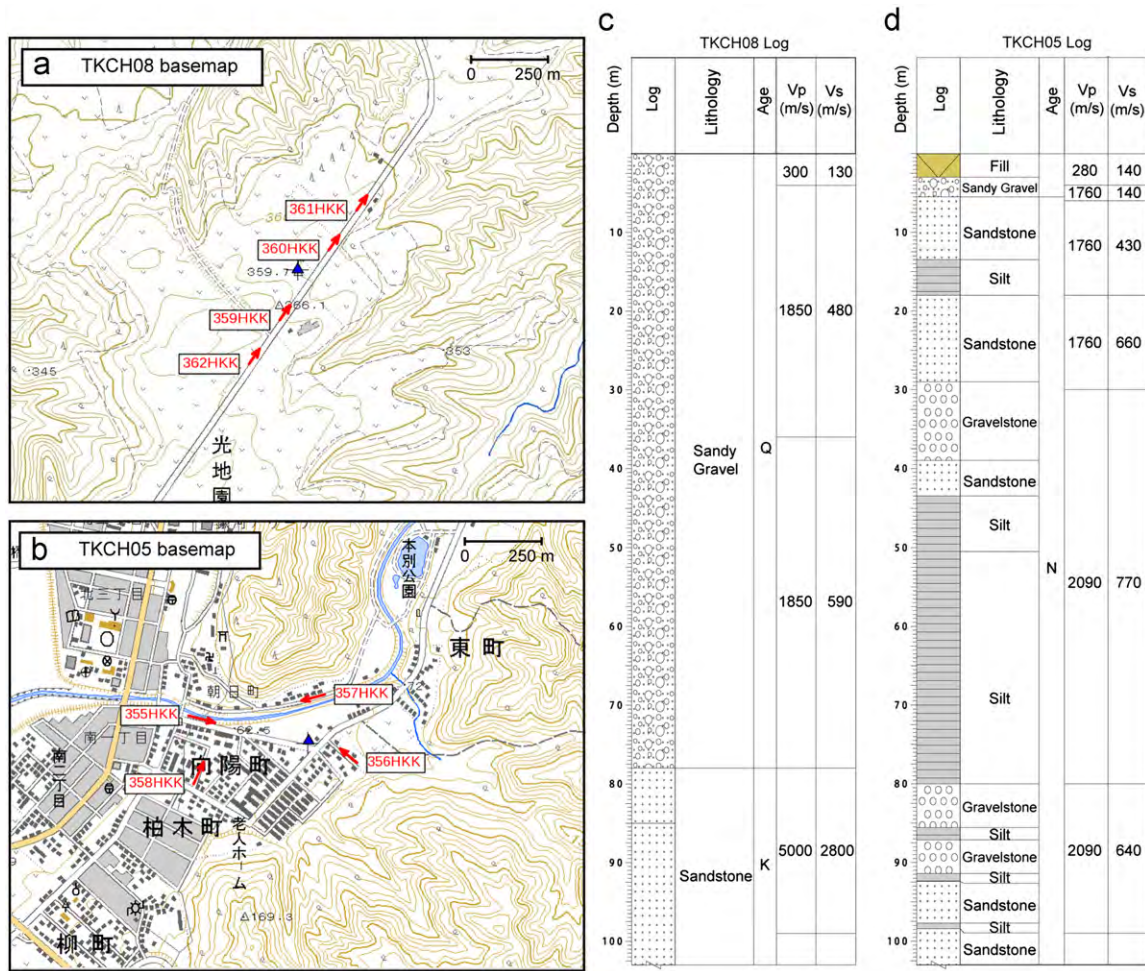 a
TKCH08 basemap
250 m
361HKK
360HKK
359.7
△366.1
359HKK
362HKK
353
·345
光地園
b
TKCH05 basemap
250 m
本別公園
東町
朝日町
357HKK
355HKK
62.5
南一丁目
向陽町
356HKK
358HKK
南二丁目
柏木町
老人ホーム
△169.3
柳町
c
TKCH08 Log
Depth (m)
Log
Lithology
Age
Vp (m/s)
Vs (m/s)
300
130
10
20
1850
480
30
40
Sandy Gravel
Q
50
1850
590
60
70
80
90
Sandstone
K
5000
2800
100
d
TKCH05 Log
Depth (m)
Log
Lithology
Age
Vp (m/s)
Vs (m/s)
Fill
280
140
Sandy Gravel
1760
140
10
Sandstone
1760
430
Silt
20
Sandstone
1760
660
30
Gravelstone
40
Sandstone
Silt
50
N
2090
770
60
Silt
70
80
Gravelstone
Silt
90
Gravelstone
2090
640
Silt
Sandstone
Silt
100
Sandstone